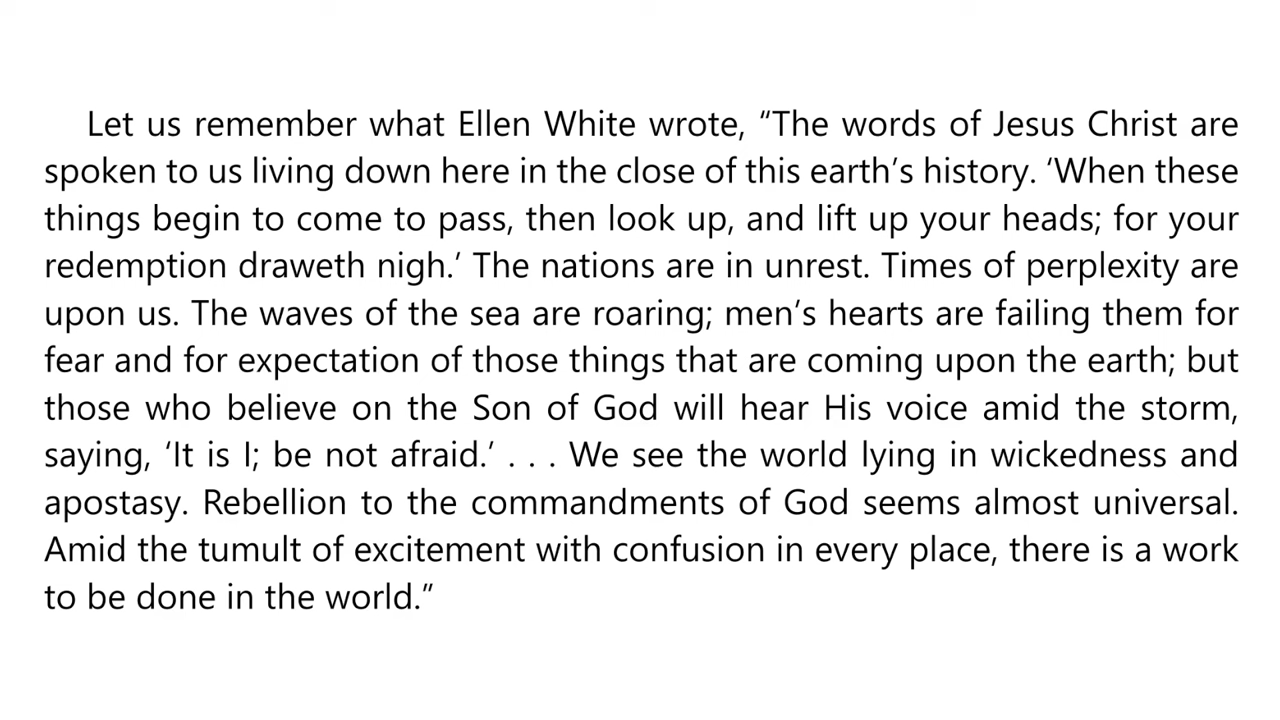 Let us remember what Ellen White wrote, “The words of Jesus Christ are
spoken to us living down here in the close of this earth’s history. ‘When these
things begin to come to pass, then look up, and lift up your heads; for your
redemption draweth nigh.’ The nations are in unrest. Times of perplexity are
upon us. The waves of the sea are roaring; men’s hearts are failing them for
fear and for expectation of those things that are coming upon the earth; but
those who believe on the Son of God will hear His voice amid the storm,
saying, ‘It is I; be not afraid.’ . . . We see the world lying in wickedness and
apostasy. Rebellion to the commandments of God seems almost universal.
Amid the tumult of excitement with confusion in every place, there is a work
to be done in the world.”